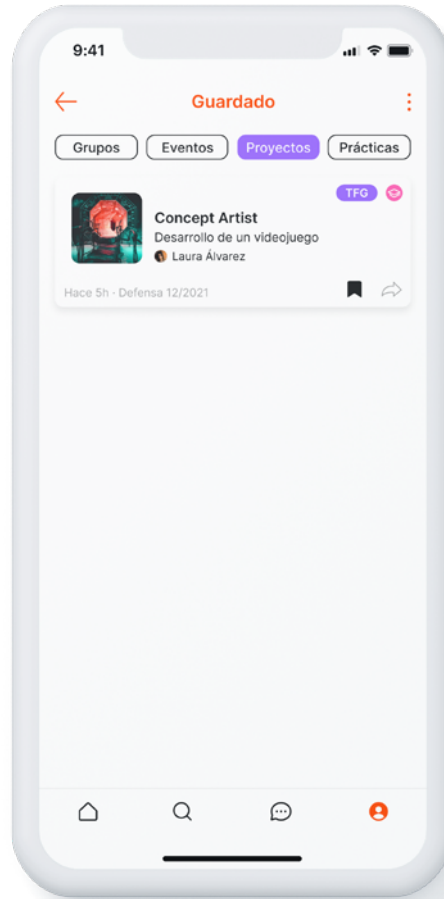 9:41
Guardado
Grupos Eventos Proyectos Prácticas
TFG
Concept Artist
Desarrollo de un videojuego
Laura Álvarez
Hace 5h - Defensa 12/2021